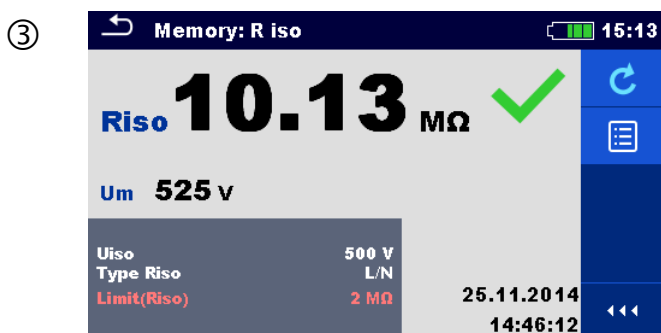 ③
Memory: R iso 15:13
Riso 10.13 MΩ
Um 525 V
Uiso 500 V
Type Riso L/N
Limit(Riso) 2 MΩ
25.11.2014
14:46:12